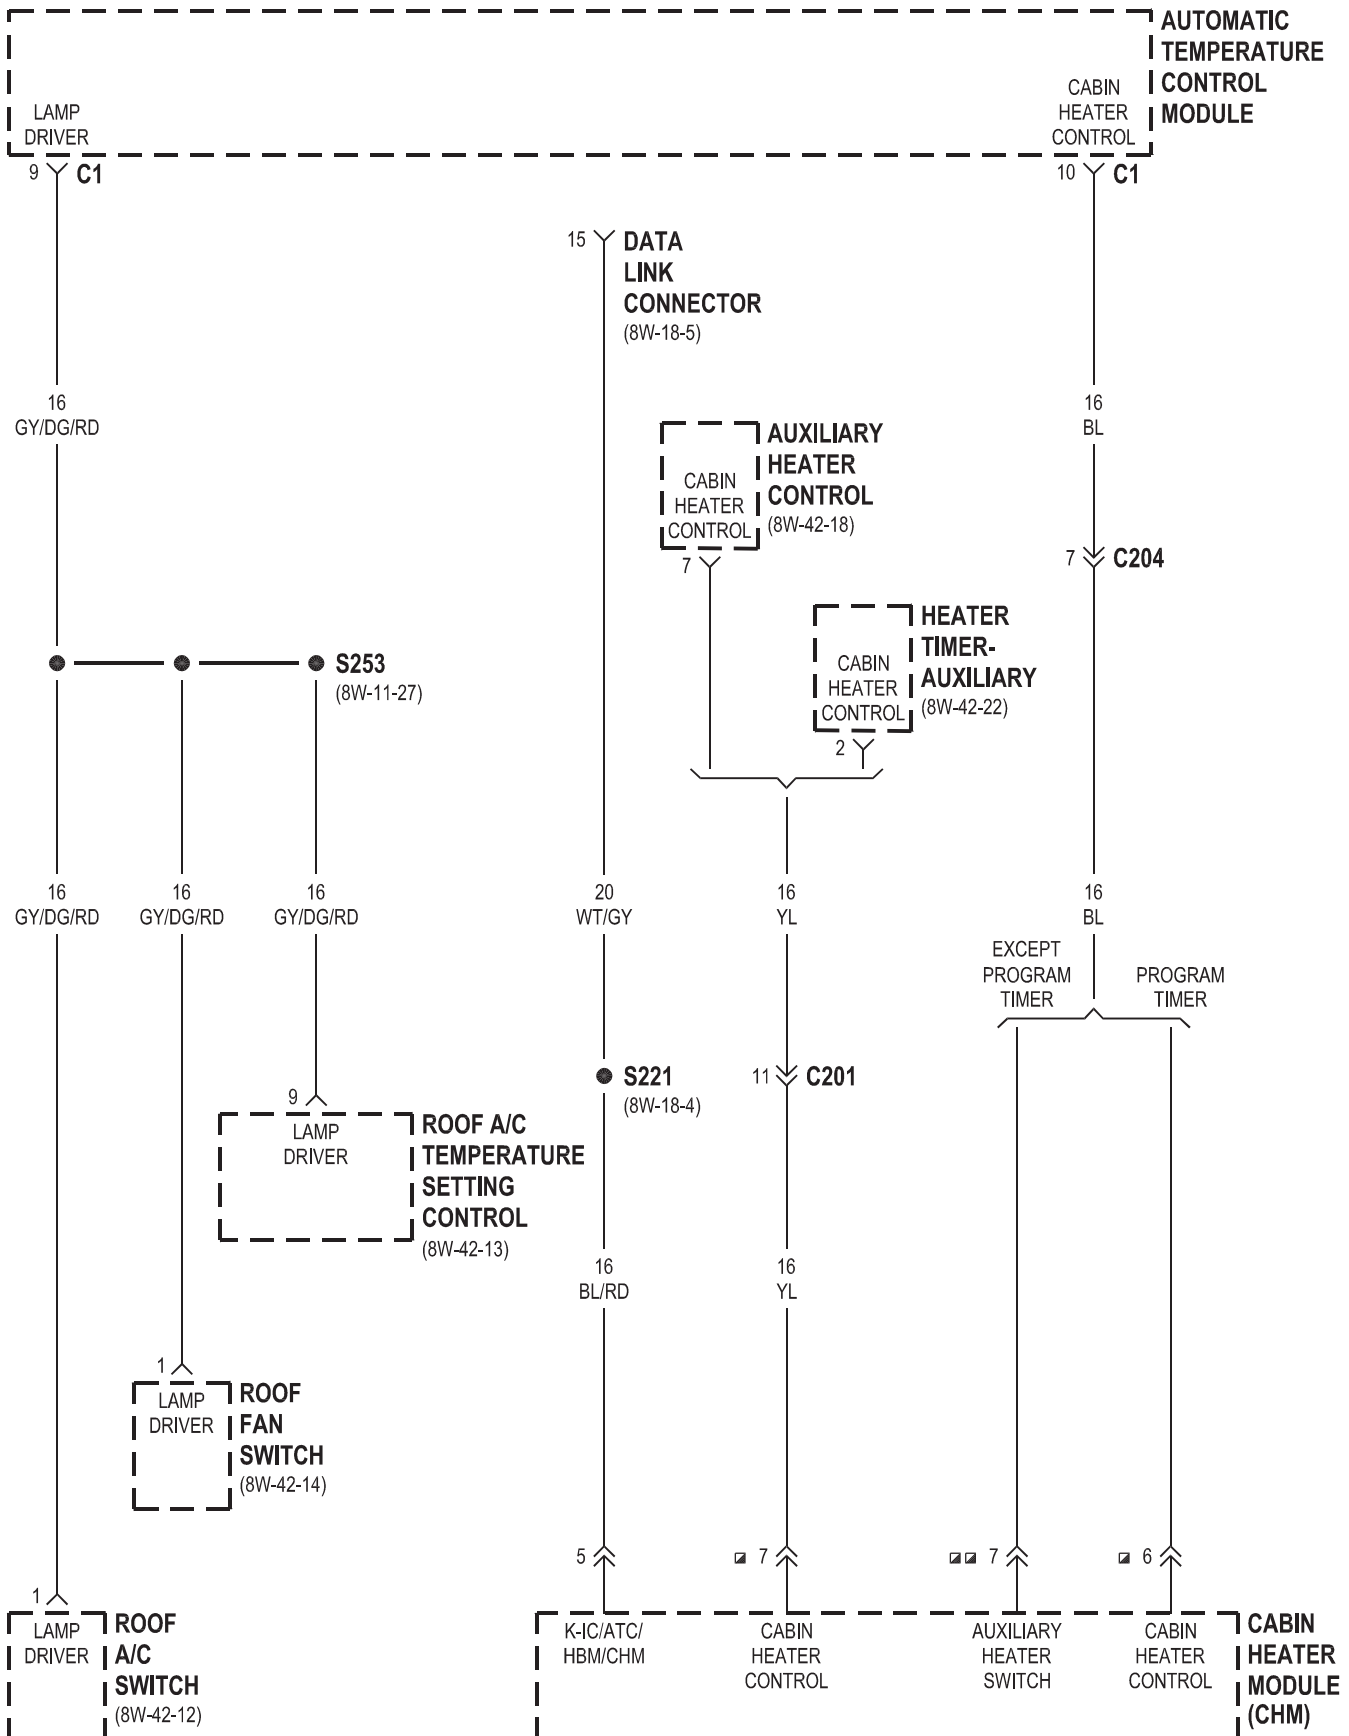 AUTOMATIC
TEMPERATURE
CONTROL
MODULE
LAMP
DRIVER
CABIN
HEATER
CONTROL
9 C1
10 C1
15 DATA
LINK
CONNECTOR
(8W-18-5)
16
GY/DG/RD
16
BL
AUXILIARY
HEATER
CONTROL
(8W-42-18)
CABIN
HEATER
CONTROL
7
7 C204
HEATER
TIMER-
AUXILIARY
(8W-42-22)
CABIN
HEATER
CONTROL
2
S253
(8W-11-27)
16
GY/DG/RD
16
GY/DG/RD
16
GY/DG/RD
20
WT/GY
16
YL
16
BL
EXCEPT
PROGRAM
TIMER
PROGRAM
TIMER
S221
(8W-18-4)
11 C201
9
LAMP
DRIVER
ROOF A/C
TEMPERATURE
SETTING
CONTROL
(8W-42-13)
16
BL/RD
16
YL
1
LAMP
DRIVER
ROOF
FAN
SWITCH
(8W-42-14)
5
7
7
6
1
LAMP
DRIVER
ROOF
A/C
SWITCH
(8W-42-12)
K-IC/ATC/
HBM/CHM
CABIN
HEATER
CONTROL
AUXILIARY
HEATER
SWITCH
CABIN
HEATER
CONTROL
CABIN
HEATER
MODULE
(CHM)